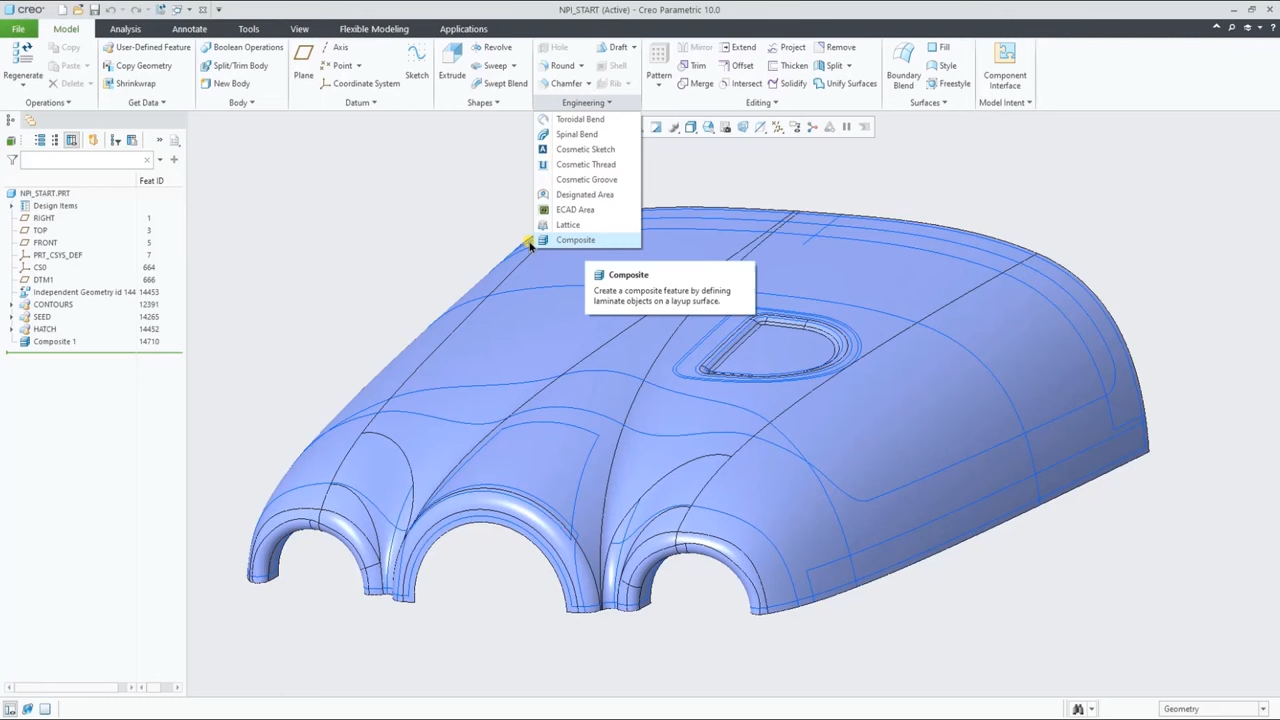 creo·
NPI_START (Active) - Creo Parametric 10.0
File Model Analysis Annotate Tools View Flexible Modeling Applications
Regenerate
Copy
Paste
Delete
Operations
User-Defined Feature
Copy Geometry
Shrinkwrap
Get Data
Boolean Operations
Split/Trim Body
New Body
Body
Plane
Axis
Point
Coordinate System
Sketch
Datum
Extrude
Revolve
Sweep
Swept Blend
Shapes
Hole
Round
Chamfer
Draft
Shell
Rib
Engineering
Pattern
Mirror
Trim
Merge
Extend
Offset
Intersect
Project
Thicken
Solidify
Remove
Split
Unify Surfaces
Editing
Boundary
Blend
Fill
Style
Freestyle
Surfaces
Component
Interface
Model Intent
Toroidal Bend
Spinal Bend
Cosmetic Sketch
Cosmetic Thread
Cosmetic Groove
Designated Area
ECAD Area
Lattice
Composite
Composite
Create a composite feature by defining
laminate objects on a layup surface.
Feat ID
NPI_START.PRT
Design Items
RIGHT 1
TOP 3
FRONT 5
PRT_CSYS_DEF 7
CS0 664
DTM1 666
Independent Geometry id 144 14453
CONTOURS 12391
SEED 14265
HATCH 14452
Composite 1 14710
Geometry